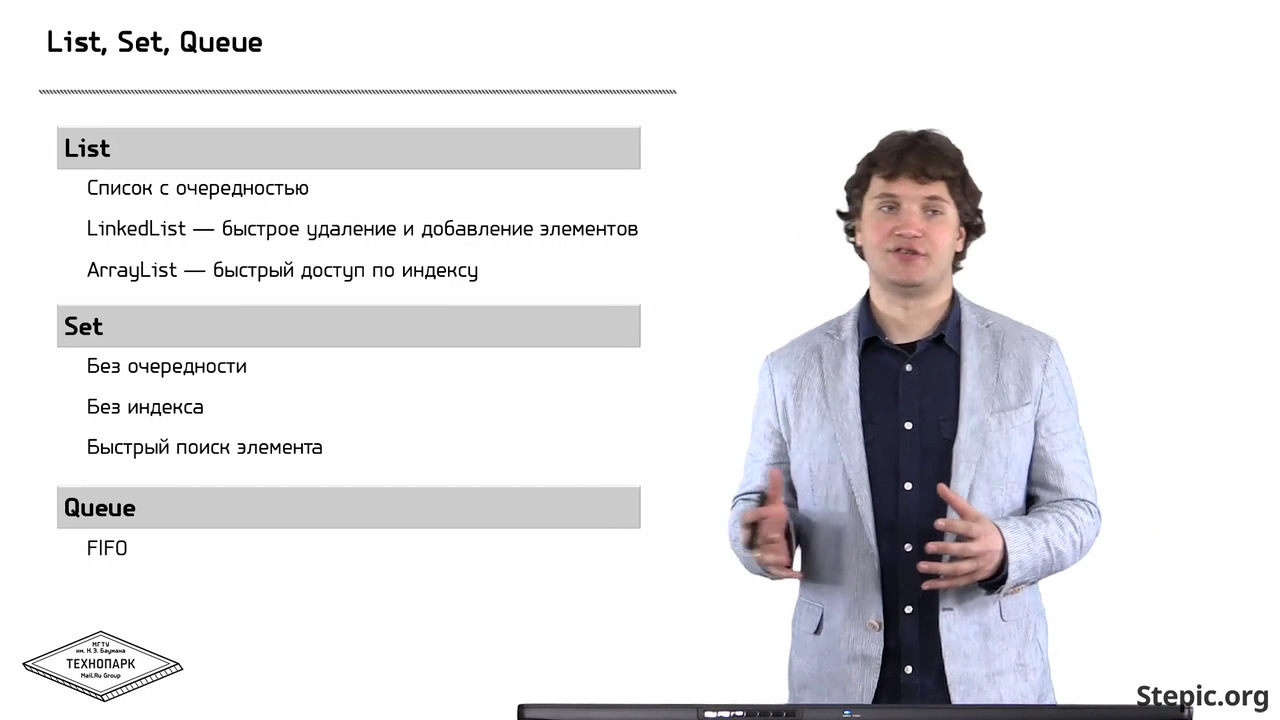 List, Set, Queue
List
Список с очередностью
LinkedList — быстрое удаление и добавление элементов
ArrayList — быстрый доступ по индексу
Set
Без очередности
Без индекса
Быстрый поиск элемента
Queue
FIFO
МГТУ
им. Н.Э. Баумана
ТЕХНОПАРК
Mail.Ru Group
Stepic.org